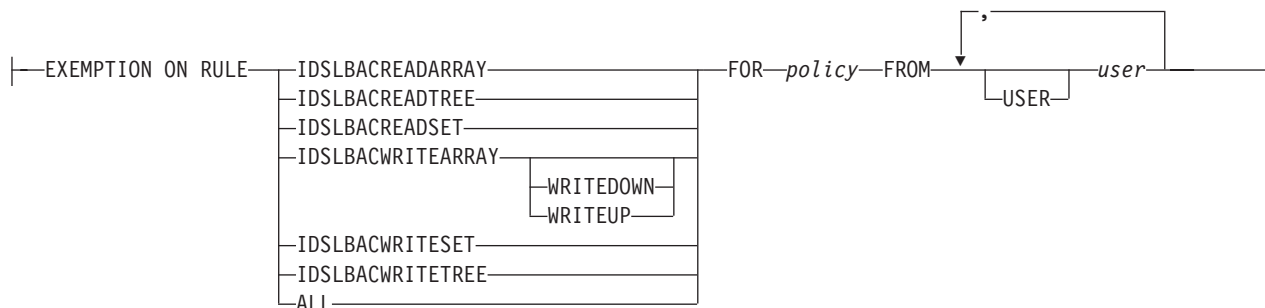 ,
EXEMPTION ON RULE IDSLBACREADARRAY FOR policy FROM user
IDSLBACREADTREE USER
IDSLBACREADSET
IDSLBACWRITEARRAY
WRITEDOWN
WRITEUP
IDSLBACWRITESET
IDSLBACWRITETREE
ALL